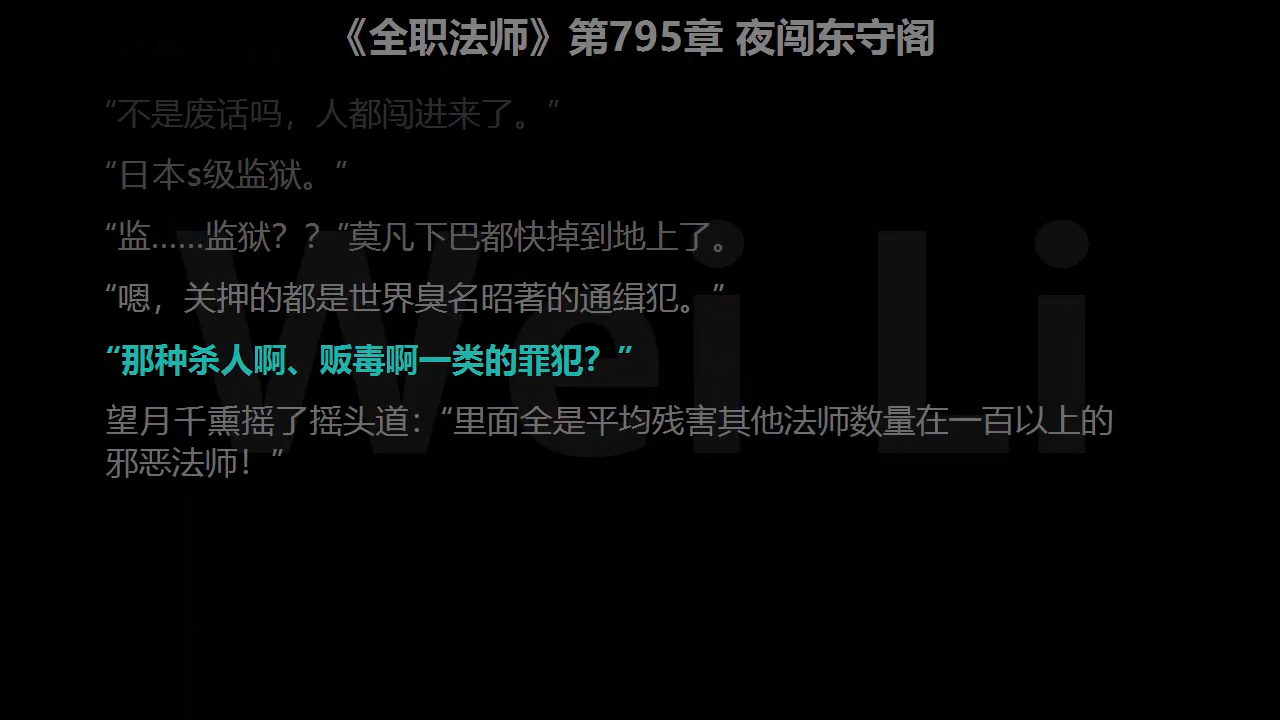 《全职法师》第795章 夜闯东守阁
“不是废话吗，人都闯进来了。”
“日本s级监狱。”
“监……监狱？？”莫凡下巴都快掉到地上了。
“嗯，关押的都是世界臭名昭著的通缉犯。”
“那种杀人啊、贩毒啊一类的罪犯？”
望月千熏摇了摇头道：“里面全是平均残害其他法师数量在一百以上的
邪恶法师！”
Wei Li